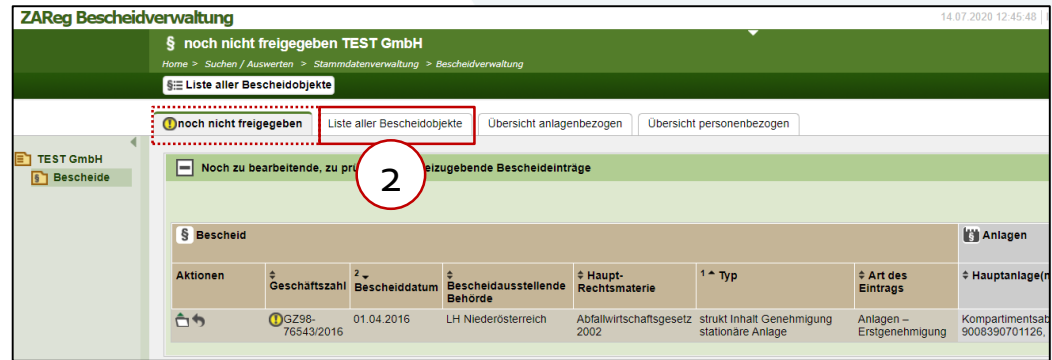 ZAReg Bescheidverwaltung
14.07.2020 12:45:48
§ noch nicht freigegeben TEST GmbH
Home > Suchen / Auswerten > Stammdatenverwaltung > Bescheidverwaltung
§ Liste aller Bescheidobjekte
noch nicht freigegeben Liste aller Bescheidobjekte Übersicht anlagenbezogen Übersicht personenbezogen
TEST GmbH
§ Bescheide
Noch zu bearbeitende, zu Bescheideinträge
2
§ Bescheid § Anlagen
Aktionen Geschäftszahl 2 Bescheiddatum Bescheidausstellende Behörde Haupt-Rechtsmaterie 1 Typ Art des Eintrags
GZ98- 01.04.2016 LH Niederösterreich Abfallwirtschaftsgesetz strukt Inhalt Genehmigung Anlagen – Kompartimentsab
76543/2016 2002 stationäre Anlage Erstgenehmigung 9008390701126,